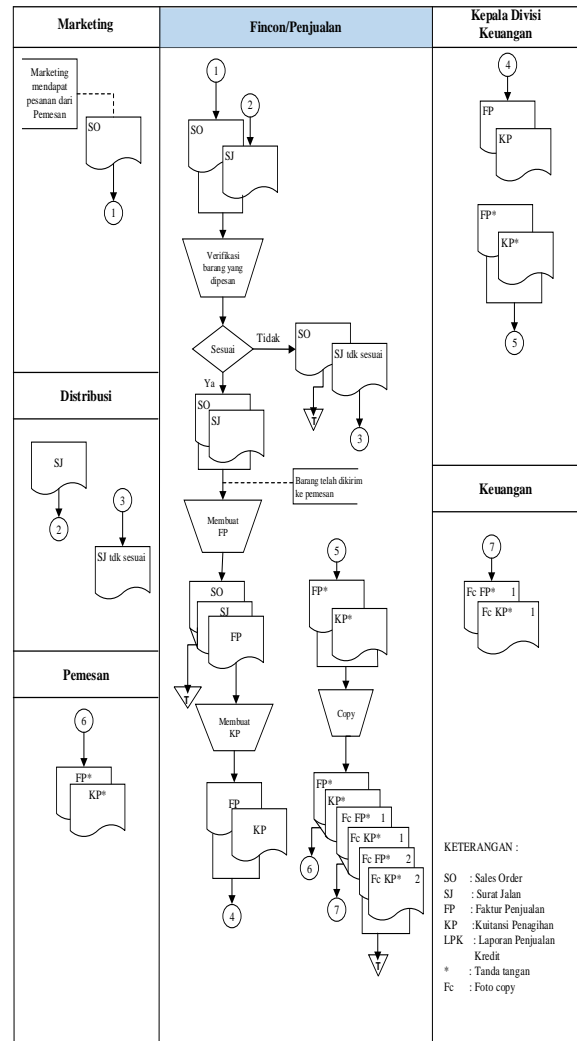 Marketing
Marketing
mendapat
pesanan dari
Pemesan
SO
1
Distribusi
SJ
2
3
SJ tdk sesuai
Pemesan
6
FP*
KP*
Fincon/Penjualan
1
2
SO
SJ
Verifikasi
barang yang
dipesan
Sesuai
Tidak
SO
SJ tdk sesuai
T
3
Ya
SO
SJ
Barang telah dikirim
ke pemesan
Membuat
FP
SO
SJ
FP
T
Membuat
KP
FP
KP
4
5
FP*
KP*
Copy
FP*
KP*
Fc FP* 1
Fc KP* 1
Fc FP* 2
Fc KP* 2
6
7
T
Kepala Divisi
Keuangan
4
FP
KP
FP*
KP*
5
Keuangan
7
Fc FP* 1
Fc KP* 1
KETERANGAN :
SO : Sales Order
SJ : Surat Jalan
FP : Faktur Penjualan
KP :Kuitansi Penagihan
LPK : Laporan Penjualan
Kredit
* : Tanda tangan
Fc : Foto copy